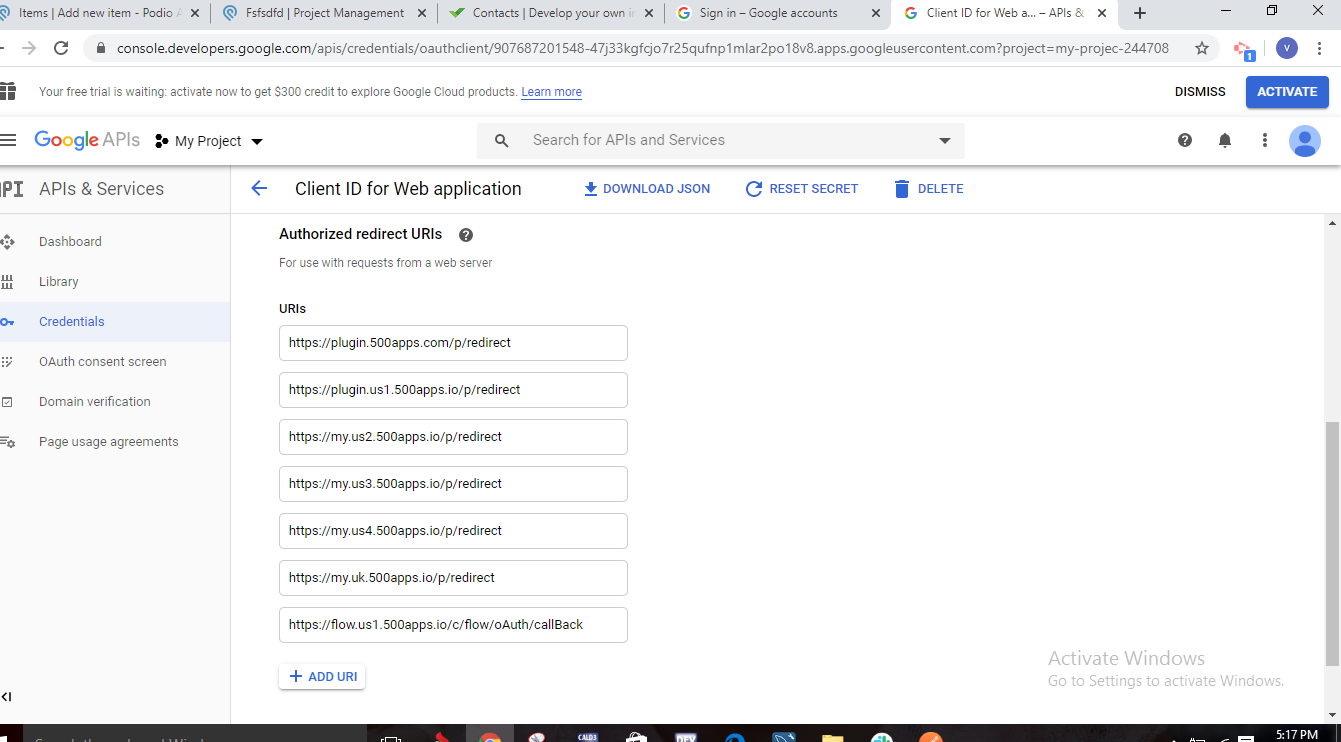 Items | Add new item - Podio
Fsfsdfd | Project Management
Contacts | Develop your own i
Sign in – Google accounts
Client ID for Web a... – APIs &
console.developers.google.com/apis/credentials/oauthclient/907687201548-47j33kgfcjo7r25qufnp1mlar2po18v8.apps.googleusercontent.com?project=my-projec-244708
1
V
Your free trial is waiting: activate now to get $300 credit to explore Google Cloud products. Learn more
DISMISS
ACTIVATE
Google APIs
My Project
Search for APIs and Services
API
APIs & Services
Client ID for Web application
DOWNLOAD JSON
RESET SECRET
DELETE
Dashboard
Library
Credentials
OAuth consent screen
Domain verification
Page usage agreements
Authorized redirect URIs
For use with requests from a web server
URIs
https://plugin.500apps.com/p/redirect
https://plugin.us1.500apps.io/p/redirect
https://my.us2.500apps.io/p/redirect
https://my.us3.500apps.io/p/redirect
https://my.us4.500apps.io/p/redirect
https://my.uk.500apps.io/p/redirect
https://flow.us1.500apps.io/c/flow/oAuth/callBack
ADD URI
Activate Windows
Go to Settings to activate Windows.
DEV
5:17 PM